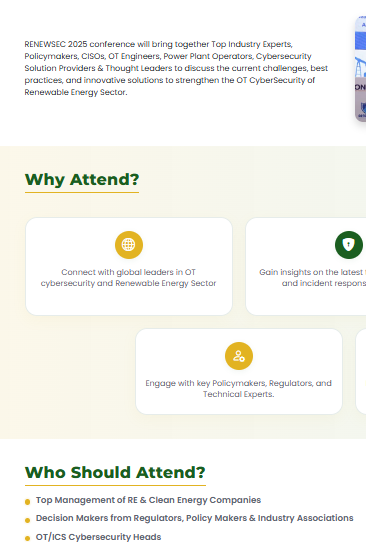 RENEWSEC 2025 conference will bring together Top Industry Experts,
Policymakers, CISOs, OT Engineers, Power Plant Operators, Cybersecurity
Solution Providers & Thought Leaders to discuss the current challenges, best
practices, and innovative solutions to strengthen the OT CyberSecurity of
Renewable Energy Sector.
Why Attend?
Connect with global leaders in OT
cybersecurity and Renewable Energy Sector
Gain insights on the latest
and incident
Engage with key Policymakers, Regulators, and
Technical Experts.
Who Should Attend?
Top Management of RE & Clean Energy Companies
Decision Makers from Regulators, Policy Makers & Industry Associations
OT/ICS Cybersecurity Heads